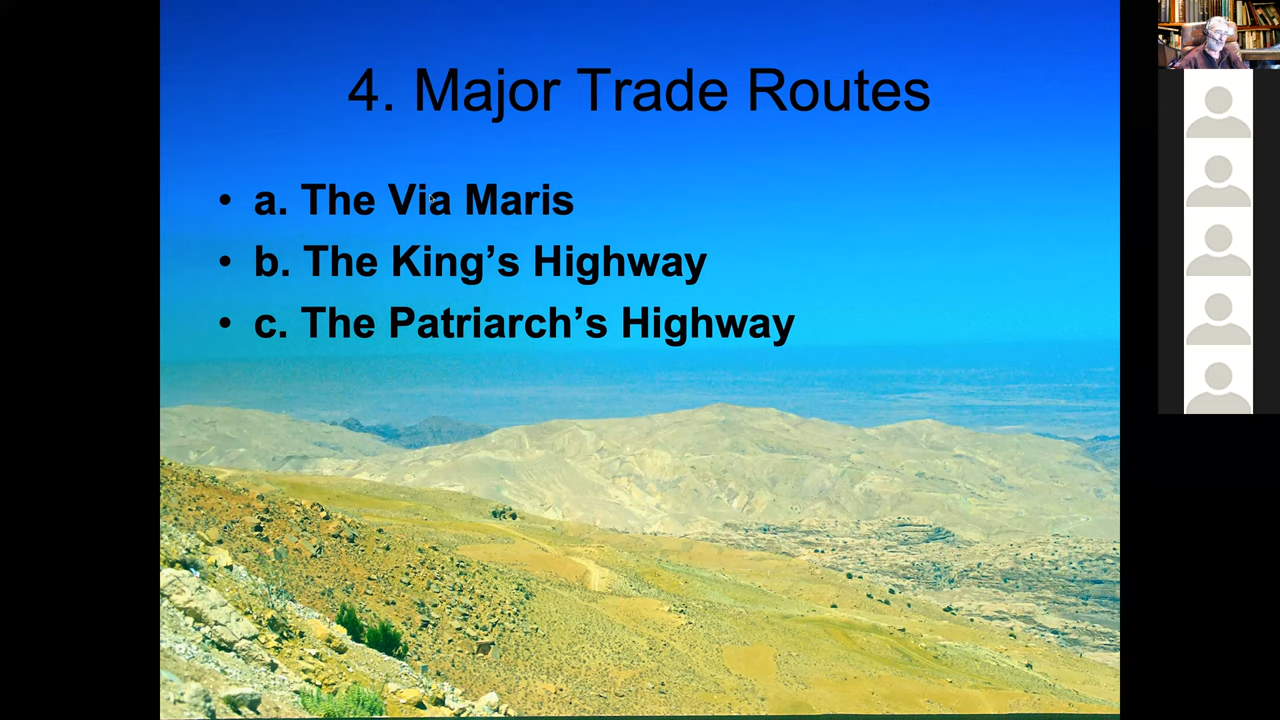 4. Major Trade Routes
• a. The Via Maris
• b. The King’s Highway
• c. The Patriarch’s Highway